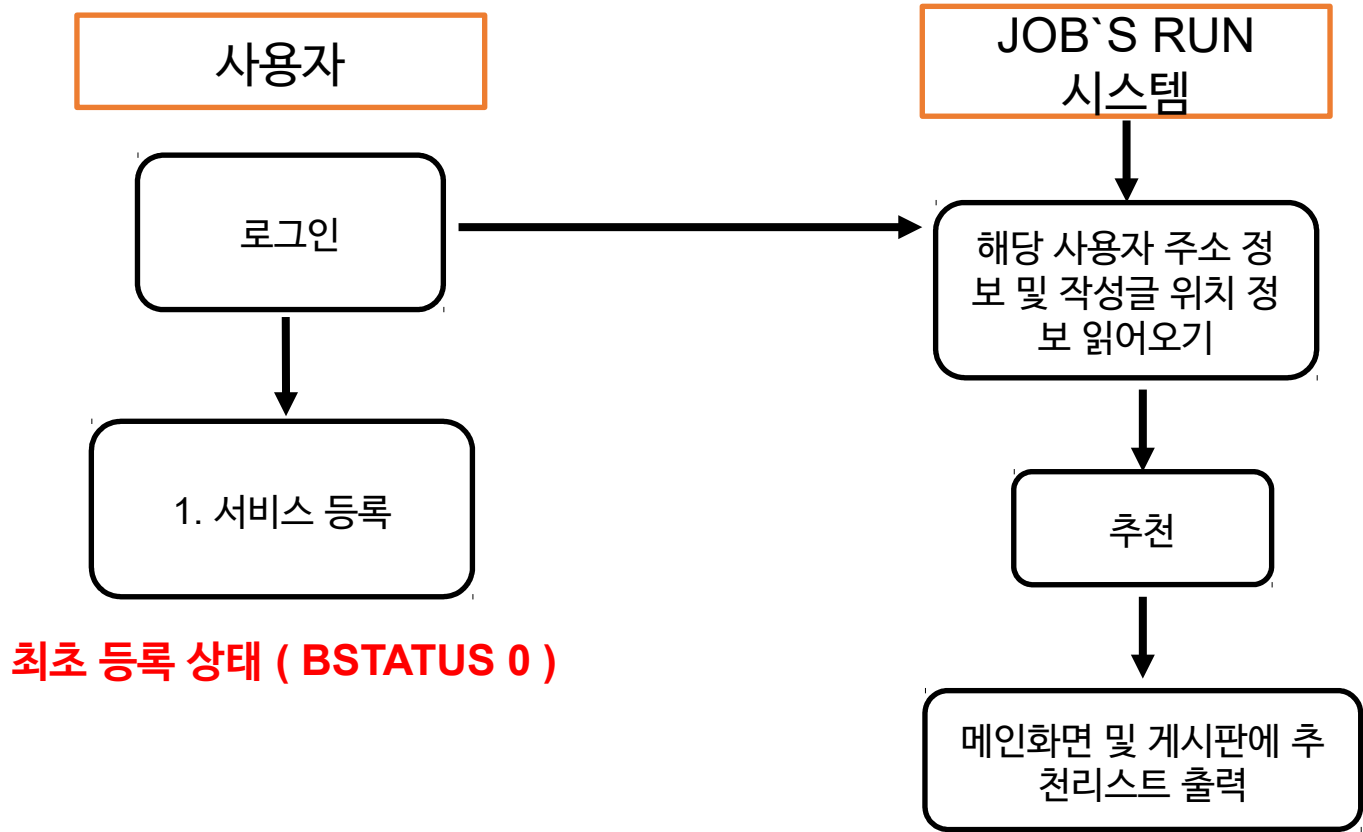 사용자
JOB`S RUN
시스템
로그인
해당 사용자 주소 정
보 및 작성글 위치 정
보 읽어오기
1. 서비스 등록
추천
최초 등록 상태 ( BSTATUS 0 )
메인화면 및 게시판에 추
천리스트 출력